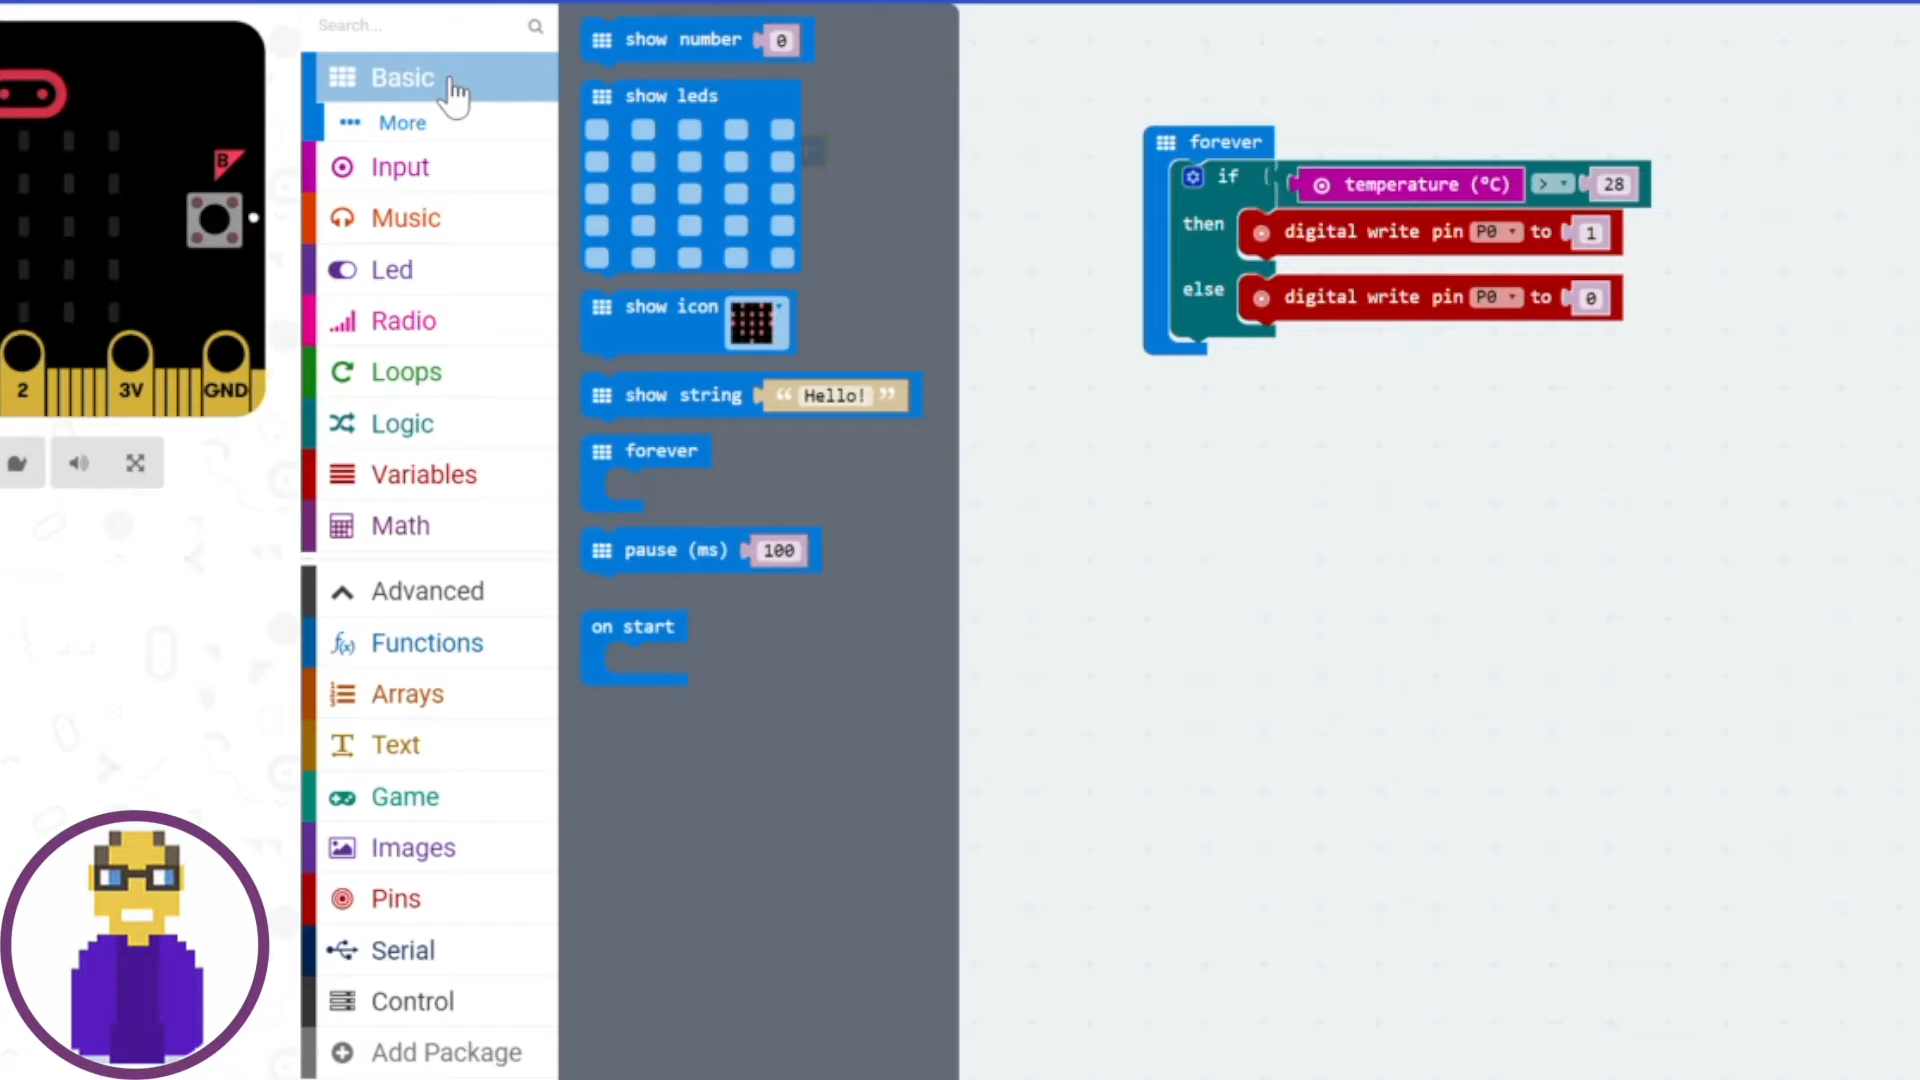 Search...
Basic
More
Input
Music
Led
Radio
Loops
Logic
Variables
Math
Advanced
Functions
Arrays
Text
Game
Images
Pins
Serial
Control
Add Package
B
2 3V GND
show number 0
show leds
show icon
show string “ Hello! ”
forever
pause (ms) 100
on start
forever
if temperature (°C) > 28
then digital write pin P0 to 1
else digital write pin P0 to 0